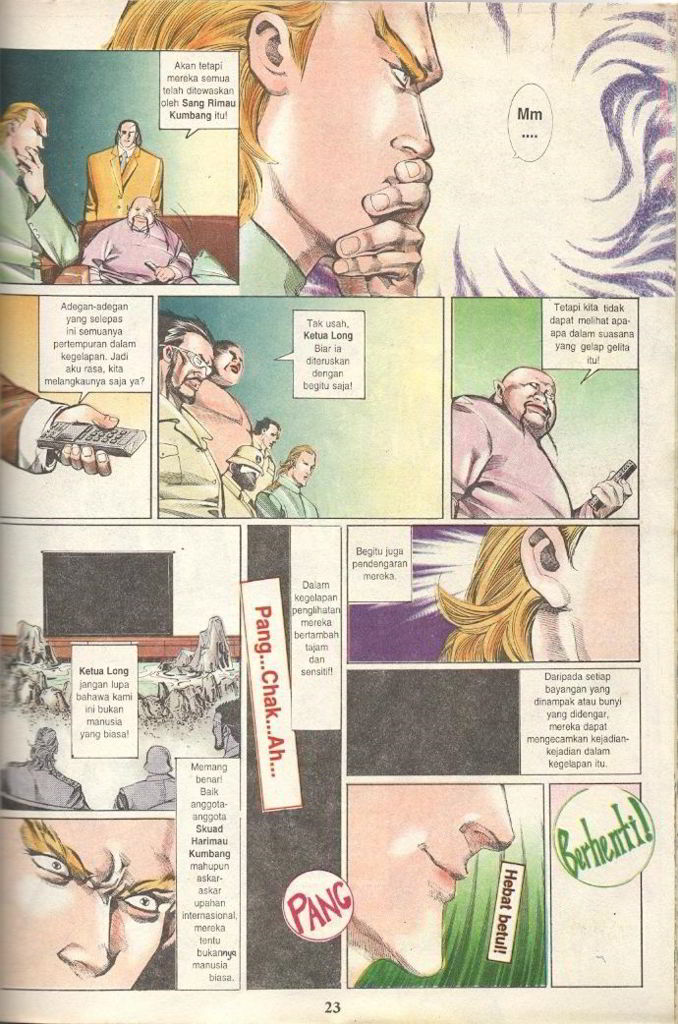 Akan tetapi
mereka semua
telah ditewaskan
oleh Sang Rimau
Kumbang itu!
Mm
....
Adegan-adegan
yang selepas
ini semuanya
pertempuran dalam
kegelapan. Jadi
aku rasa, kita
melangkaunya saja ya?
Tak usah,
Ketua Long
Biar ia
diteruskan
dengan
begitu saja!
Tetapi kita tidak
dapat melihat apa-
apa dalam suasana
yang gelap gelita
itu!
Ketua Long
jangan lupa
bahawa kami
ini bukan
manusia
yang biasa!
Memang
benar!
Baik
anggota-
anggota
Skuad
Harimau
Kumbang
mahupun
askar-
askar
upahan
internasional,
mereka
tentu
bukannya
manusia
biasa.
Pang...Chak...Ah...
Dalam
kegelapan
penglihatan
mereka
bertambah
tajam
dan
sensitif!
PANG
Begitu juga
pendengaran
mereka.
Daripada setiap
bayangan yang
dinampak atau bunyi
yang didengar,
mereka dapat
mengecamkan kejadian-
kejadian dalam
kegelapan itu.
Hebat betul!
Berhenti!
23